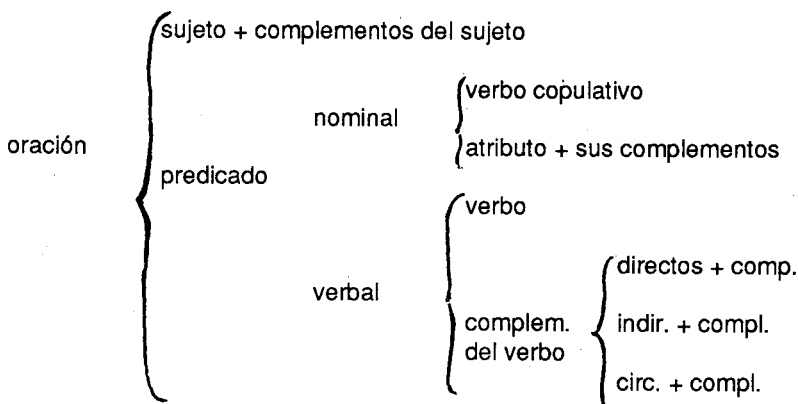 sujeto + complementos del sujeto
oración
predicado
nominal
verbo copulativo
atributo + sus complementos
verbal
verbo
complem.
del verbo
directos + comp.
indir. + compl.
circ. + compl.